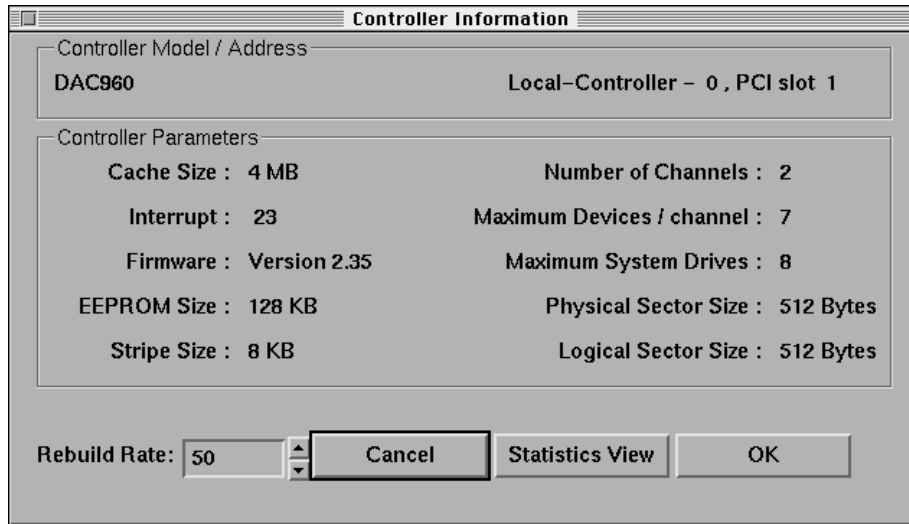 Controller Information
Controller Model / Address
DAC960 Local-Controller - 0 , PCI slot 1
Controller Parameters
Cache Size : 4 MB Number of Channels : 2
Interrupt : 23 Maximum Devices / channel : 7
Firmware : Version 2.35 Maximum System Drives : 8
EEPROM Size : 128 KB Physical Sector Size : 512 Bytes
Stripe Size : 8 KB Logical Sector Size : 512 Bytes
Rebuild Rate: 50 Cancel Statistics View OK